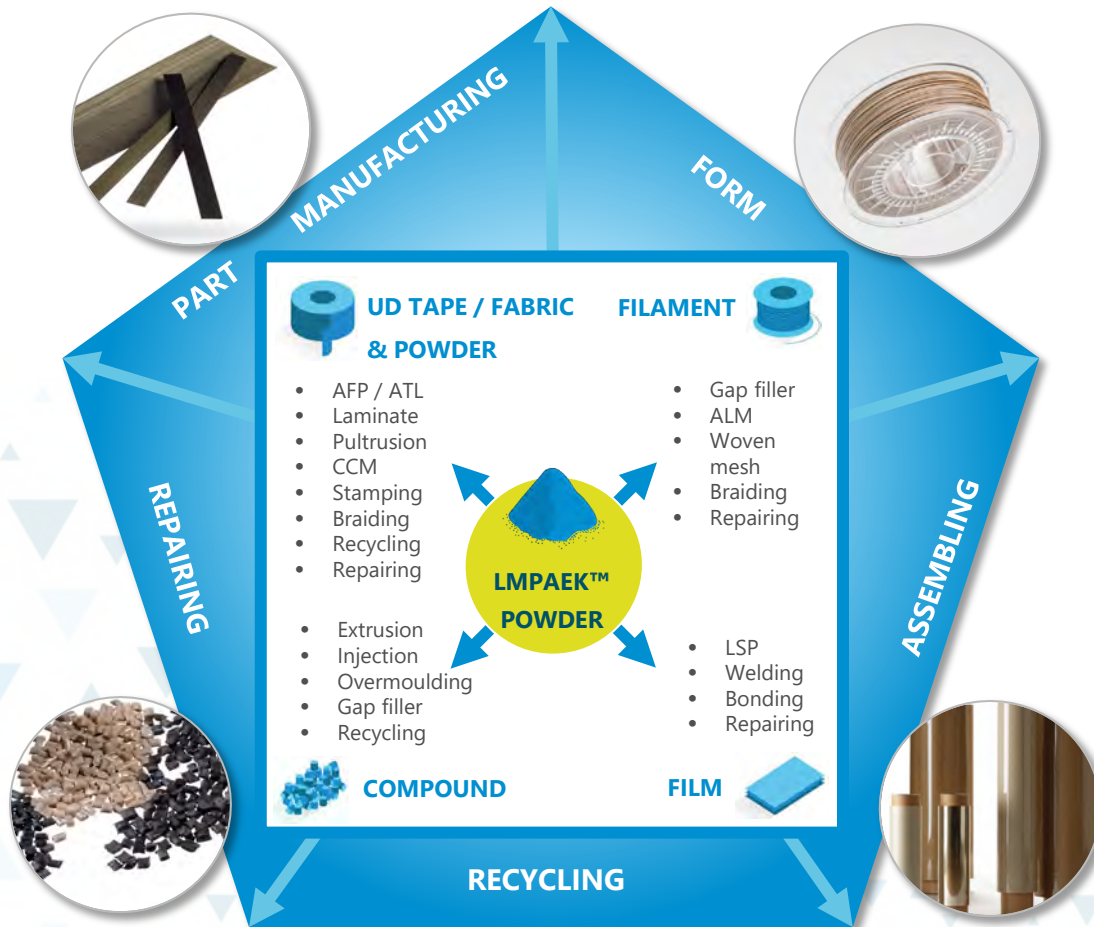 PART MANUFACTURING
FORM
UD TAPE / FABRIC
& POWDER
• AFP / ATL
• Laminate
• Pultrusion
• CCM
• Stamping
• Braiding
• Recycling
• Repairing
FILAMENT
• Gap filler
• ALM
• Woven
mesh
• Braiding
• Repairing
REPAIRING
ASSEMBLING
LMPAEK™
POWDER
• Extrusion
• Injection
• Overmoulding
• Gap filler
• Recycling
COMPOUND
• LSP
• Welding
• Bonding
• Repairing
FILM
RECYCLING